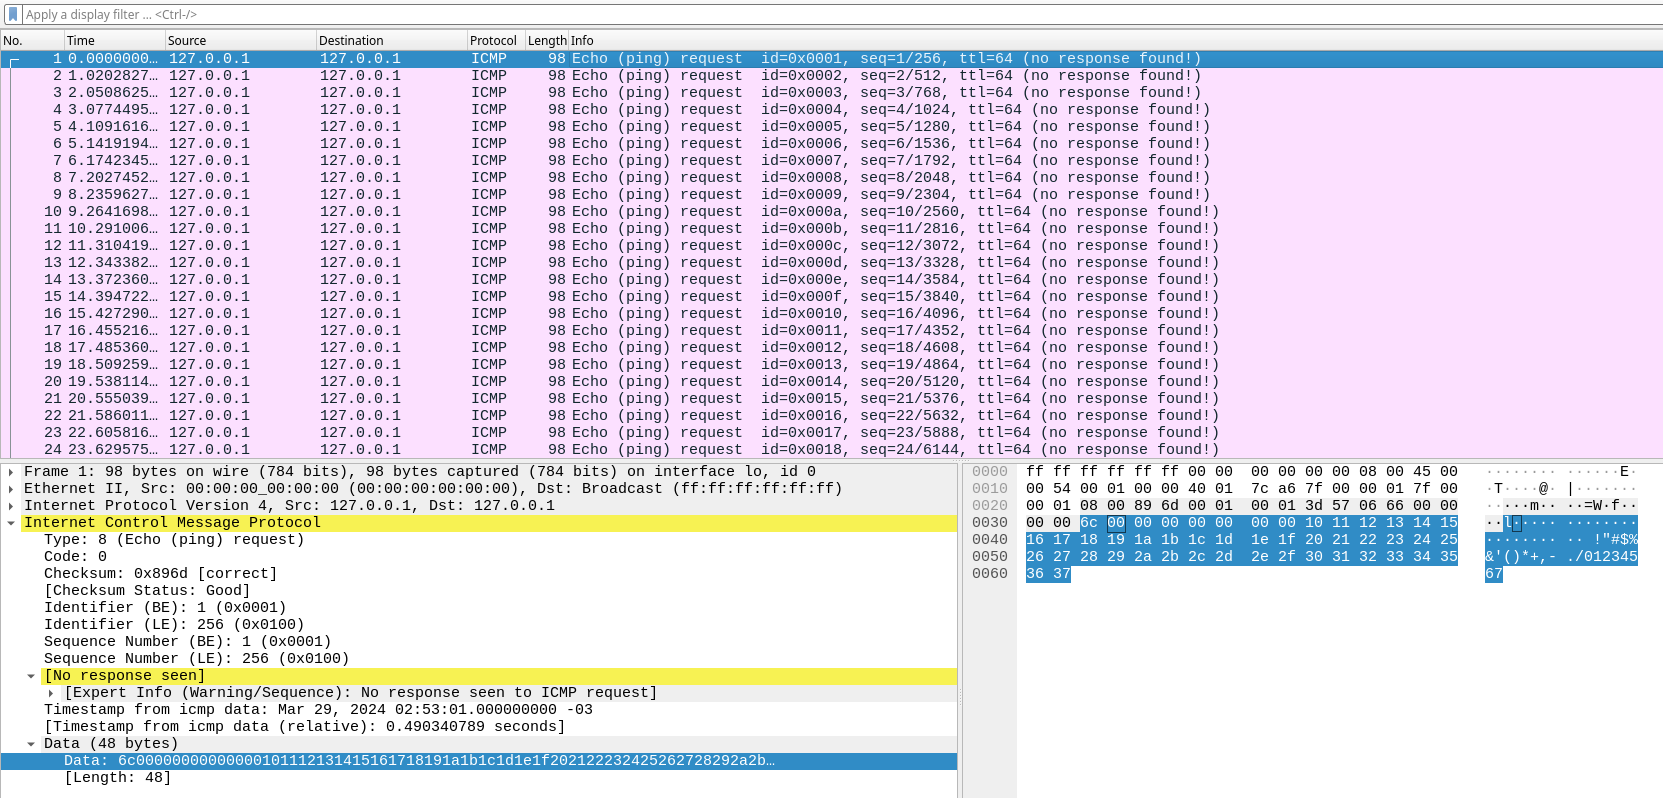 Apply a display filter ... <Ctrl-/>
No. Time Source Destination Protocol Length Info
1 0.0000000… 127.0.0.1 127.0.0.1 ICMP 98 Echo (ping) request id=0x0001, seq=1/256, ttl=64 (no response found!)
2 1.0202827… 127.0.0.1 127.0.0.1 ICMP 98 Echo (ping) request id=0x0002, seq=2/512, ttl=64 (no response found!)
3 2.0508625… 127.0.0.1 127.0.0.1 ICMP 98 Echo (ping) request id=0x0003, seq=3/768, ttl=64 (no response found!)
4 3.0774495… 127.0.0.1 127.0.0.1 ICMP 98 Echo (ping) request id=0x0004, seq=4/1024, ttl=64 (no response found!)
5 4.1091616… 127.0.0.1 127.0.0.1 ICMP 98 Echo (ping) request id=0x0005, seq=5/1280, ttl=64 (no response found!)
6 5.1419194… 127.0.0.1 127.0.0.1 ICMP 98 Echo (ping) request id=0x0006, seq=6/1536, ttl=64 (no response found!)
7 6.1742345… 127.0.0.1 127.0.0.1 ICMP 98 Echo (ping) request id=0x0007, seq=7/1792, ttl=64 (no response found!)
8 7.2027452… 127.0.0.1 127.0.0.1 ICMP 98 Echo (ping) request id=0x0008, seq=8/2048, ttl=64 (no response found!)
9 8.2359627… 127.0.0.1 127.0.0.1 ICMP 98 Echo (ping) request id=0x0009, seq=9/2304, ttl=64 (no response found!)
10 9.2641698… 127.0.0.1 127.0.0.1 ICMP 98 Echo (ping) request id=0x000a, seq=10/2560, ttl=64 (no response found!)
11 10.291006… 127.0.0.1 127.0.0.1 ICMP 98 Echo (ping) request id=0x000b, seq=11/2816, ttl=64 (no response found!)
12 11.310419… 127.0.0.1 127.0.0.1 ICMP 98 Echo (ping) request id=0x000c, seq=12/3072, ttl=64 (no response found!)
13 12.343382… 127.0.0.1 127.0.0.1 ICMP 98 Echo (ping) request id=0x000d, seq=13/3328, ttl=64 (no response found!)
14 13.372360… 127.0.0.1 127.0.0.1 ICMP 98 Echo (ping) request id=0x000e, seq=14/3584, ttl=64 (no response found!)
15 14.394722… 127.0.0.1 127.0.0.1 ICMP 98 Echo (ping) request id=0x000f, seq=15/3840, ttl=64 (no response found!)
16 15.427290… 127.0.0.1 127.0.0.1 ICMP 98 Echo (ping) request id=0x0010, seq=16/4096, ttl=64 (no response found!)
17 16.455216… 127.0.0.1 127.0.0.1 ICMP 98 Echo (ping) request id=0x0011, seq=17/4352, ttl=64 (no response found!)
18 17.485360… 127.0.0.1 127.0.0.1 ICMP 98 Echo (ping) request id=0x0012, seq=18/4608, ttl=64 (no response found!)
19 18.509259… 127.0.0.1 127.0.0.1 ICMP 98 Echo (ping) request id=0x0013, seq=19/4864, ttl=64 (no response found!)
20 19.538114… 127.0.0.1 127.0.0.1 ICMP 98 Echo (ping) request id=0x0014, seq=20/5120, ttl=64 (no response found!)
21 20.555039… 127.0.0.1 127.0.0.1 ICMP 98 Echo (ping) request id=0x0015, seq=21/5376, ttl=64 (no response found!)
22 21.586011… 127.0.0.1 127.0.0.1 ICMP 98 Echo (ping) request id=0x0016, seq=22/5632, ttl=64 (no response found!)
23 22.605816… 127.0.0.1 127.0.0.1 ICMP 98 Echo (ping) request id=0x0017, seq=23/5888, ttl=64 (no response found!)
24 23.629575… 127.0.0.1 127.0.0.1 ICMP 98 Echo (ping) request id=0x0018, seq=24/6144, ttl=64 (no response found!)
Frame 1: 98 bytes on wire (784 bits), 98 bytes captured (784 bits) on interface lo, id 0
Ethernet II, Src: 00:00:00_00:00:00 (00:00:00:00:00:00), Dst: Broadcast (ff:ff:ff:ff:ff:ff)
Internet Protocol Version 4, Src: 127.0.0.1, Dst: 127.0.0.1
Internet Control Message Protocol
Type: 8 (Echo (ping) request)
Code: 0
Checksum: 0x896d [correct]
[Checksum Status: Good]
Identifier (BE): 1 (0x0001)
Identifier (LE): 256 (0x0100)
Sequence Number (BE): 1 (0x0001)
Sequence Number (LE): 256 (0x0100)
[No response seen]
[Expert Info (Warning/Sequence): No response seen to ICMP request]
Timestamp from icmp data: Mar 29, 2024 02:53:01.000000000 -03
[Timestamp from icmp data (relative): 0.490340789 seconds]
Data (48 bytes)
Data: 6c00000000000000101112131415161718191a1b1c1d1e1f202122232425262728292a2b…
[Length: 48]
0000 ff ff ff ff ff ff 00 00 00 00 00 00 08 00 45 00 ········ ······E·
0010 00 54 00 01 00 00 40 01 7c a6 7f 00 00 01 7f 00 ·T····@· |·······
0020 00 01 08 00 89 6d 00 01 00 01 3d 57 06 66 00 00 ·····m·· ··=W·f··
0030 00 00 6c 00 00 00 00 00 00 00 10 11 12 13 14 15 ··l····· ········
0040 16 17 18 19 1a 1b 1c 1d 1e 1f 20 21 22 23 24 25 ········ ·· !"#$%
0050 26 27 28 29 2a 2b 2c 2d 2e 2f 30 31 32 33 34 35 &'()*+,- ./012345
0060 36 37 67